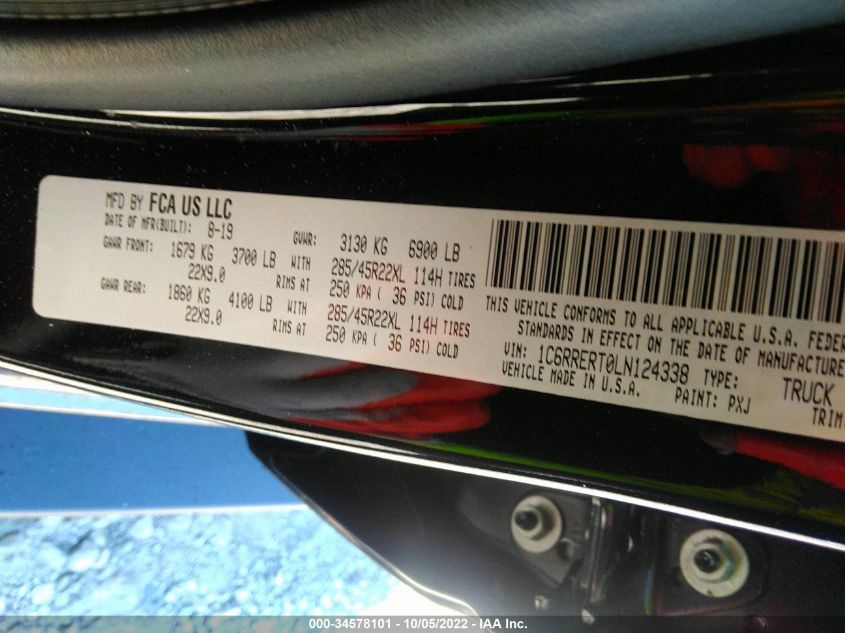 MFD BY FCA US LLC
DATE OF MFR(BUILT): 8-19 GVWR: 3130 KG 6900 LB
GAWR FRONT: 1679 KG 3700 LB WITH 285/45R22XL 114H TIRES
22X9.0 RIMS AT 250 KPA ( 36 PSI) COLD
GAWR REAR: 1860 KG 4100 LB WITH 285/45R22XL 114H TIRES
22X9.0 RIMS AT 250 KPA ( 36 PSI) COLD
THIS VEHICLE CONFORMS TO ALL APPLICABLE U.S.A. FEDER
STANDARDS IN EFFECT ON THE DATE OF MANUFACTURE
VIN: 1C6RRERT0LN124338 TYPE: TRUCK
VEHICLE MADE IN U.S.A. PAINT: PXJ TRIM
000-34578101 - 10/05/2022 - IAA Inc.